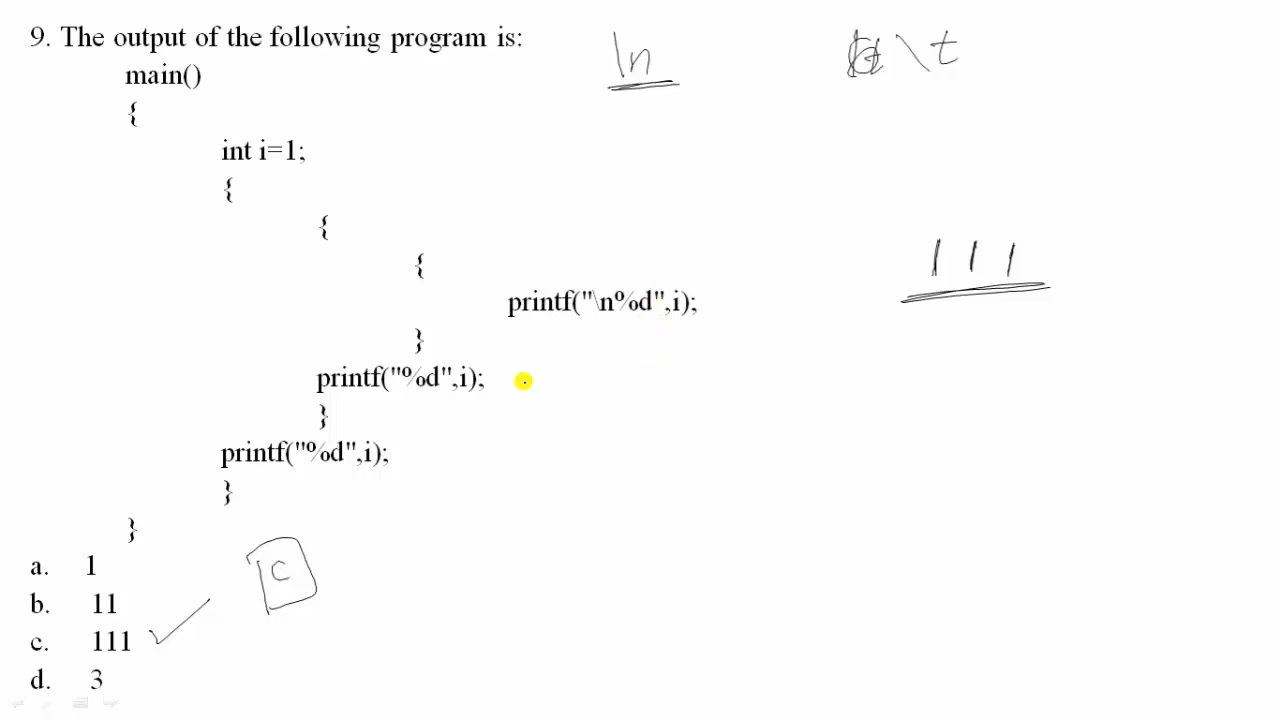 9. The output of the following program is:
\n
\t
main()
{
int i=1;
{
{
{
111
printf("\n%d",i);
}
printf("%d",i);
}
printf("%d",i);
}
}
a. 1
c
b. 11
c. 111
d. 3